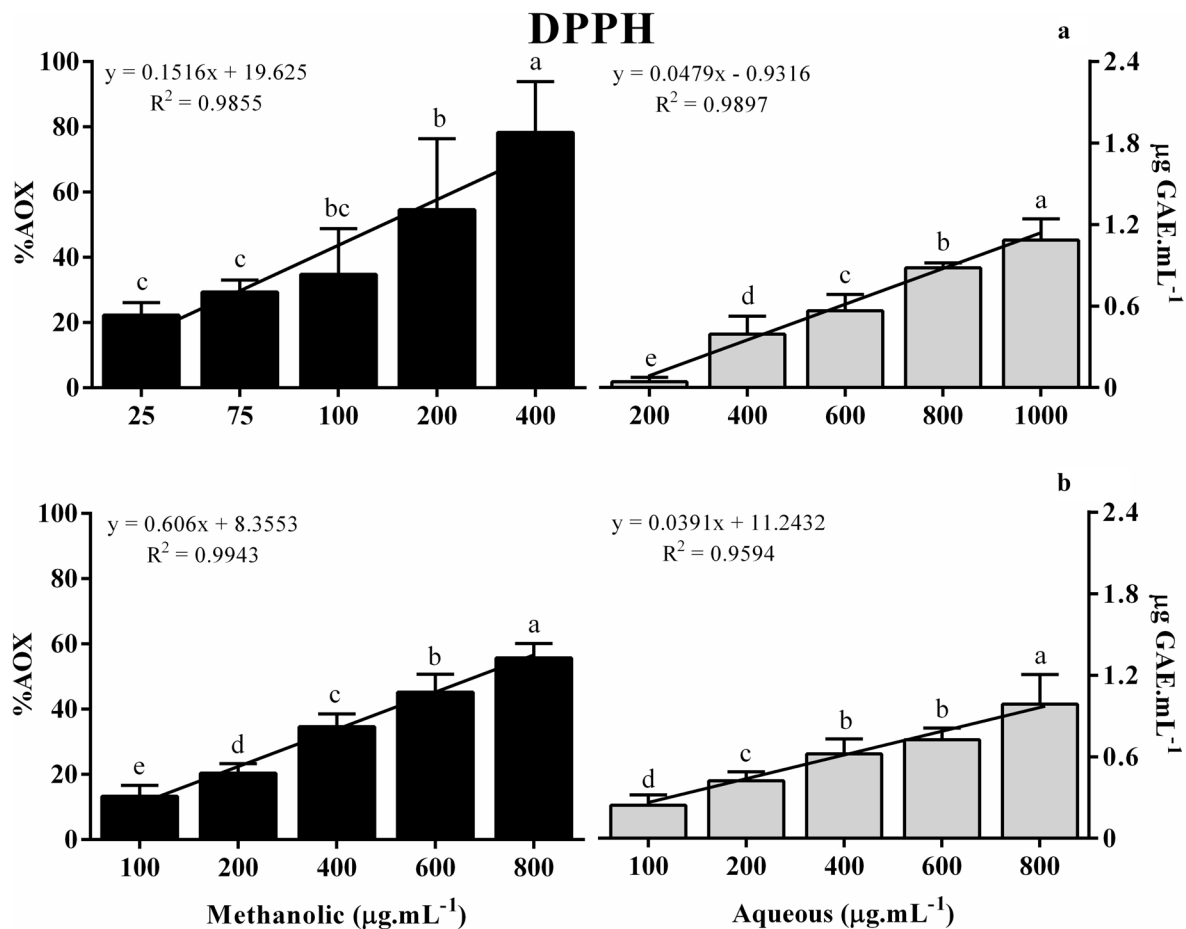 DPPH
a
y = 0.1516x + 19.625
R² = 0.9855
y = 0.0479x - 0.9316
R² = 0.9897
%AOX
100
80
60
40
20
0
c
c
bc
b
a
e
d
c
b
a
2.4
1.8
1.2
0.6
0
µg GAE.mL⁻¹
25 75 100 200 400
200 400 600 800 1000
b
y = 0.606x + 8.3553
R² = 0.9943
y = 0.0391x + 11.2432
R² = 0.9594
%AOX
100
80
60
40
20
0
e
d
c
b
a
d
c
b
b
a
2.4
1.8
1.2
0.6
0
µg GAE.mL⁻¹
100 200 400 600 800
100 200 400 600 800
Methanolic (µg.mL⁻¹)
Aqueous (µg.mL⁻¹)